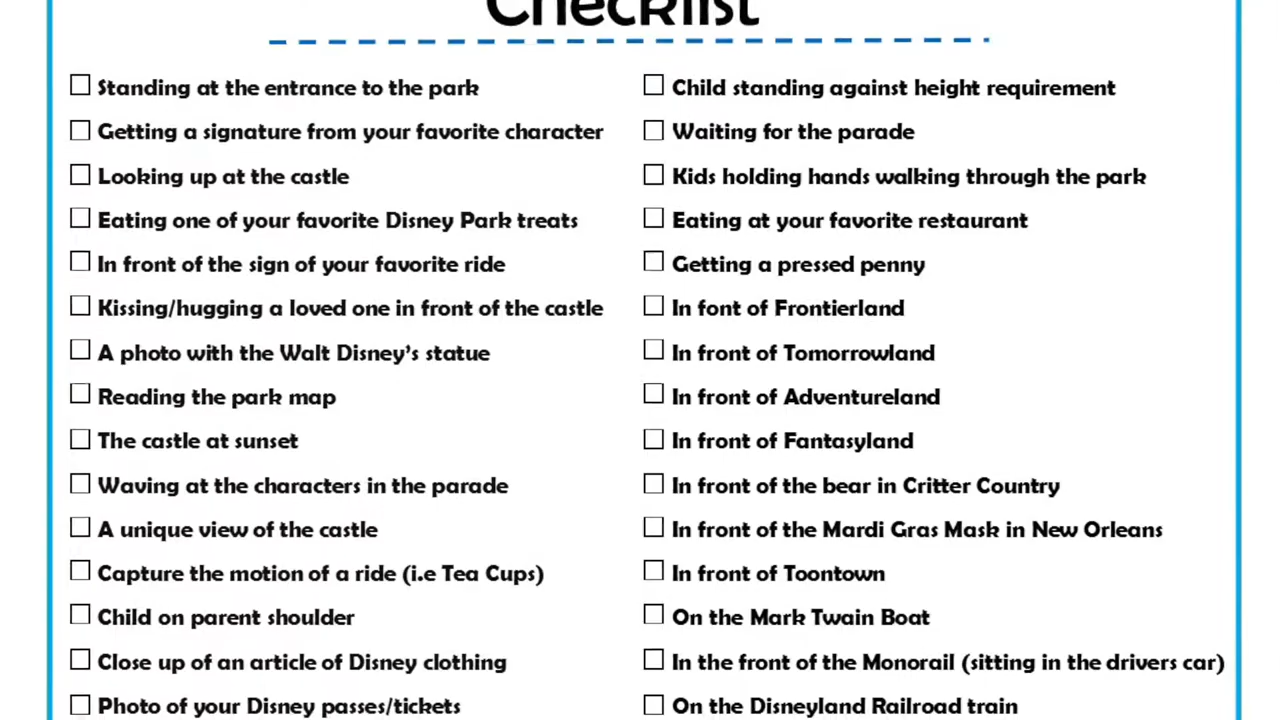 Checklist
Standing at the entrance to the park
Getting a signature from your favorite character
Looking up at the castle
Eating one of your favorite Disney Park treats
In front of the sign of your favorite ride
Kissing/hugging a loved one in front of the castle
A photo with the Walt Disney's statue
Reading the park map
The castle at sunset
Waving at the characters in the parade
A unique view of the castle
Capture the motion of a ride (i.e Tea Cups)
Child on parent shoulder
Close up of an article of Disney clothing
Photo of your Disney passes/tickets
Child standing against height requirement
Waiting for the parade
Kids holding hands walking through the park
Eating at your favorite restaurant
Getting a pressed penny
In font of Frontierland
In front of Tomorrowland
In front of Adventureland
In front of Fantasyland
In front of the bear in Critter Country
In front of the Mardi Gras Mask in New Orleans
In front of Toontown
On the Mark Twain Boat
In the front of the Monorail (sitting in the drivers car)
On the Disneyland Railroad train